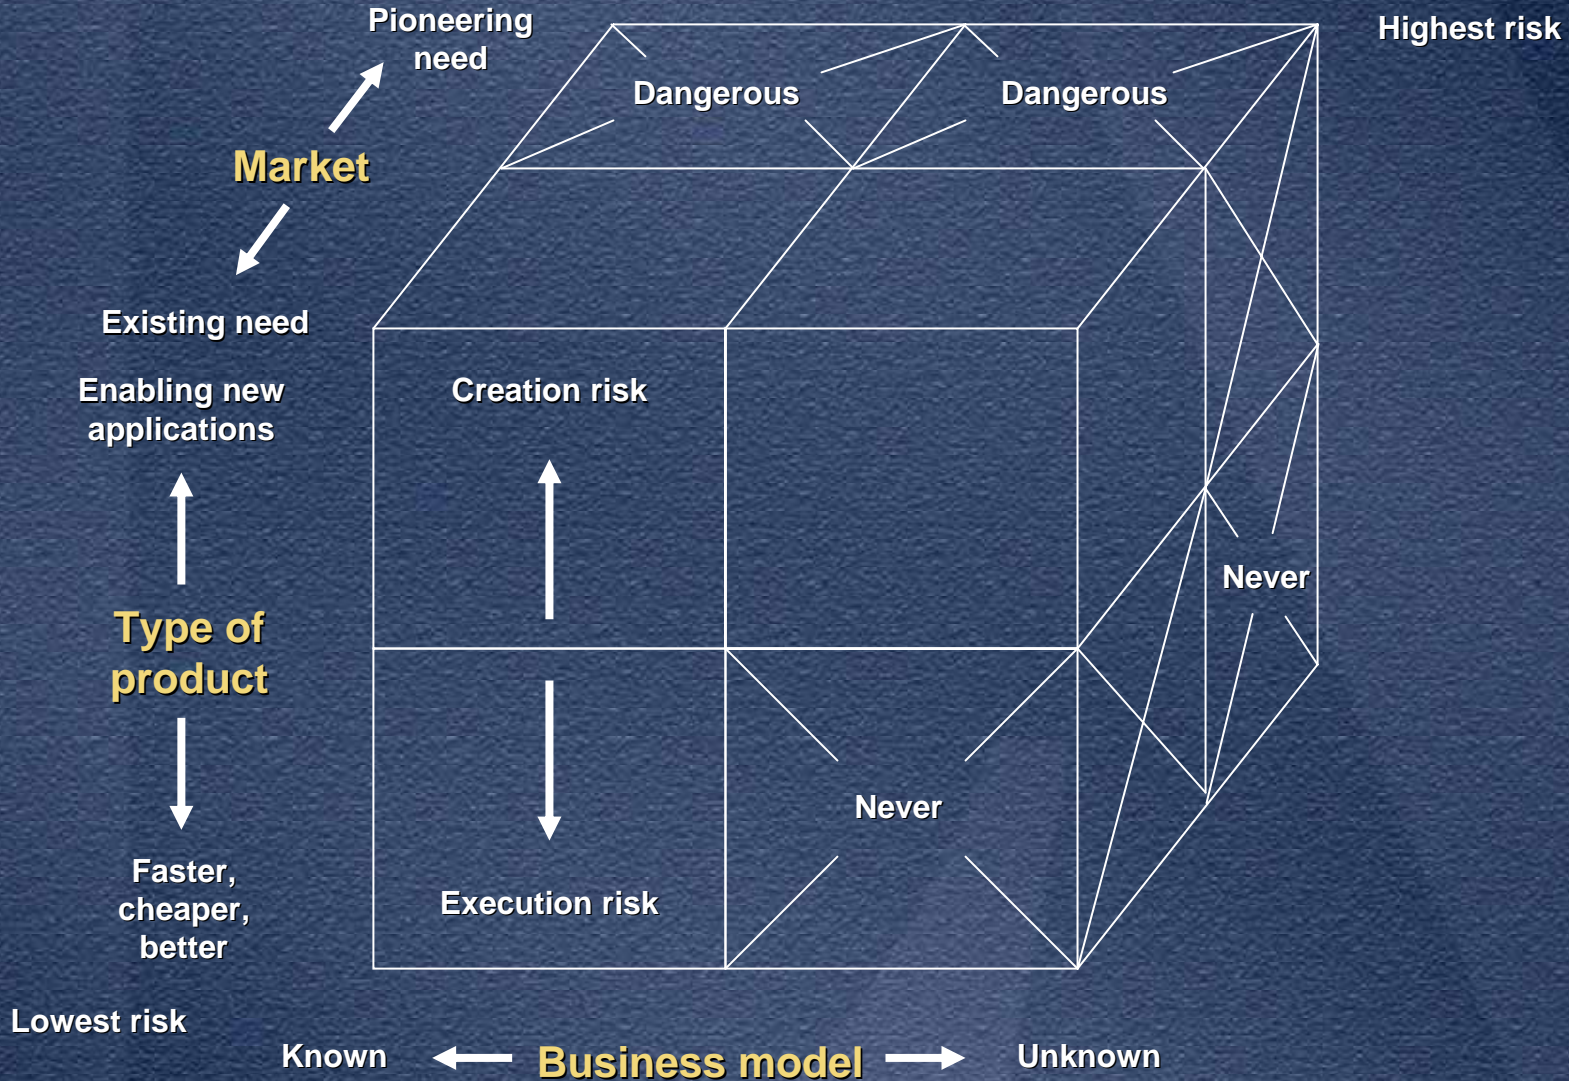 Pioneering
need
Highest risk
Dangerous
Dangerous
Market
Existing need
Enabling new
applications
Creation risk
Type of
product
Never
Never
Faster,
cheaper,
better
Execution risk
Lowest risk
Known
Business model
Unknown